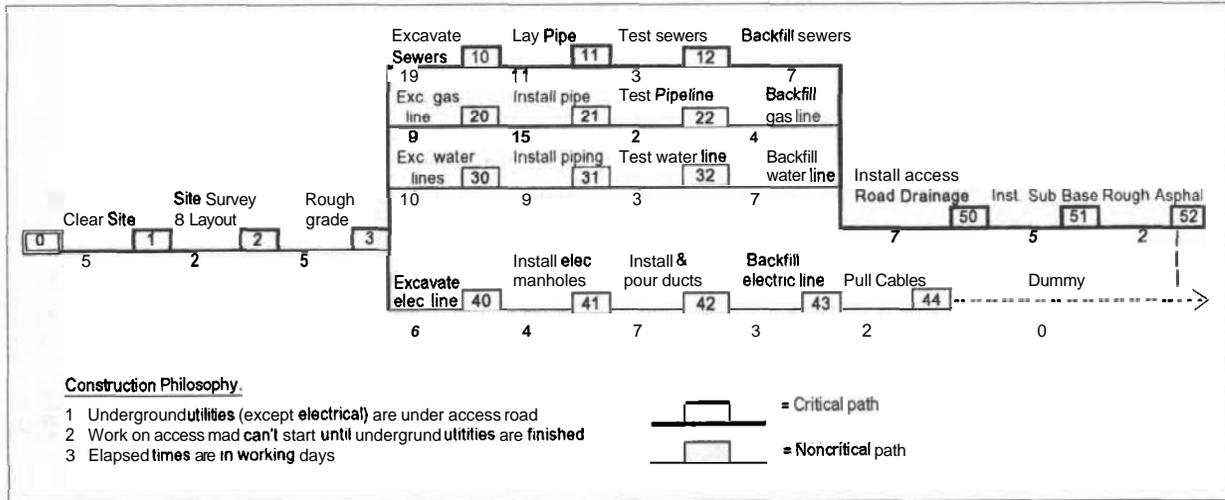 Excavate Lay Pipe Test sewers Backfill sewers
Sewers 10 11 12
19 11 3 7
Exc gas Install pipe Test Pipeline Backfill
line 20 21 22 gas line
9 15 2 4
Exc water Install piping Test water line Backfill
lines 30 31 32 water line
10 9 3 7
Install access
Road Drainage Inst. Sub Base Rough Asphal
50 51 52
7 5 2
Site Survey Rough
Clear Site 8 Layout grade
0 1 2 3
5 2 5
Excavate Install elec Install & Backfill
elec line manholes pour ducts electric line Pull Cables Dummy
40 41 42 43 44
6 4 7 3 2 0
Construction Philosophy.
1 Underground utilities (except electrical) are under access road
2 Work on access mad can't start until undergrund utitities are finished
3 Elapsed times are in working days
= Critical path
= Noncritical path